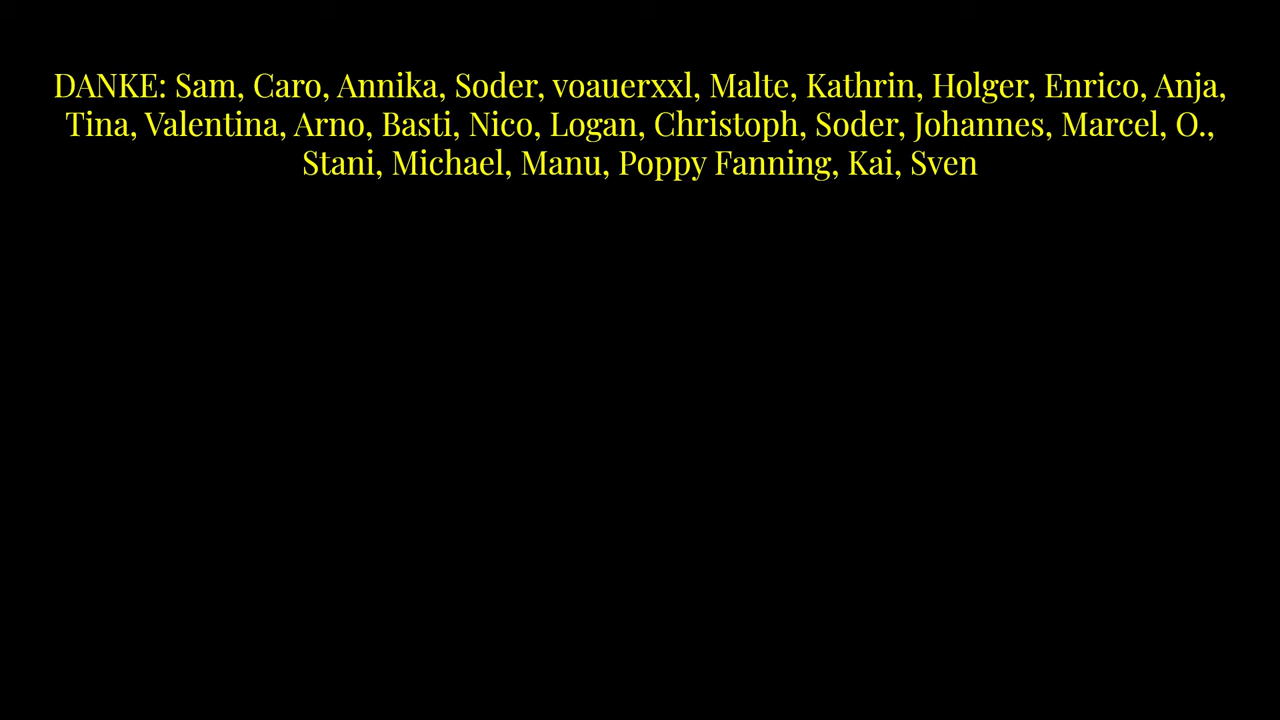 DANKE: Sam, Caro, Annika, Soder, voauerxxl, Malte, Kathrin, Holger, Enrico, Anja,
Tina, Valentina, Arno, Basti, Nico, Logan, Christoph, Soder, Johannes, Marcel, O.,
Stani, Michael, Manu, Poppy Fanning, Kai, Sven